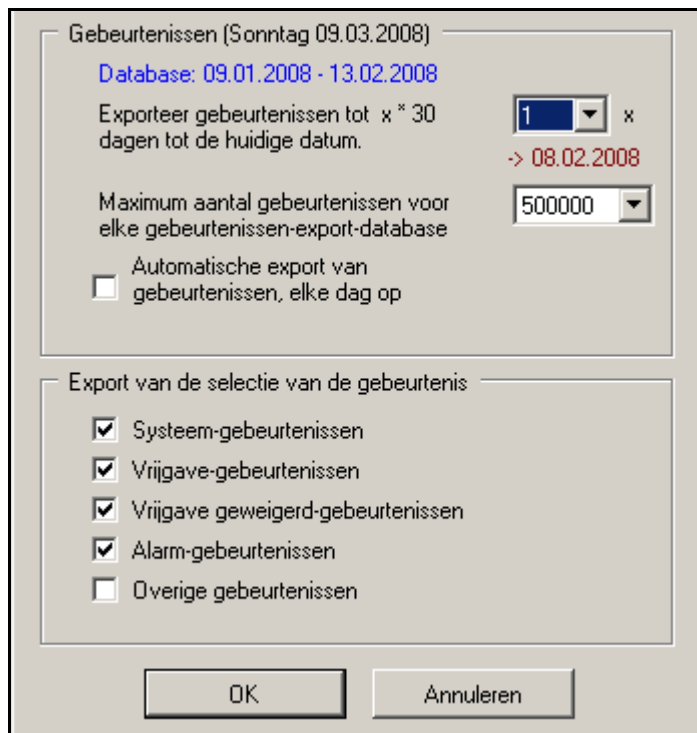 Gebeurtenissen (Sonntag 09.03.2008)
Database: 09.01.2008 - 13.02.2008
Exporteer gebeurtenissen tot x * 30
dagen tot de huidige datum.
1 x
-> 08.02.2008
Maximum aantal gebeurtenissen voor
elke gebeurtenissen-export-database
500000
Automatische export van
gebeurtenissen, elke dag op
Export van de selectie van de gebeurtenis
Systeem-gebeurtenissen
Vrijgave-gebeurtenissen
Vrijgave geweigerd-gebeurtenissen
Alarm-gebeurtenissen
Overige gebeurtenissen
OK Annuleren